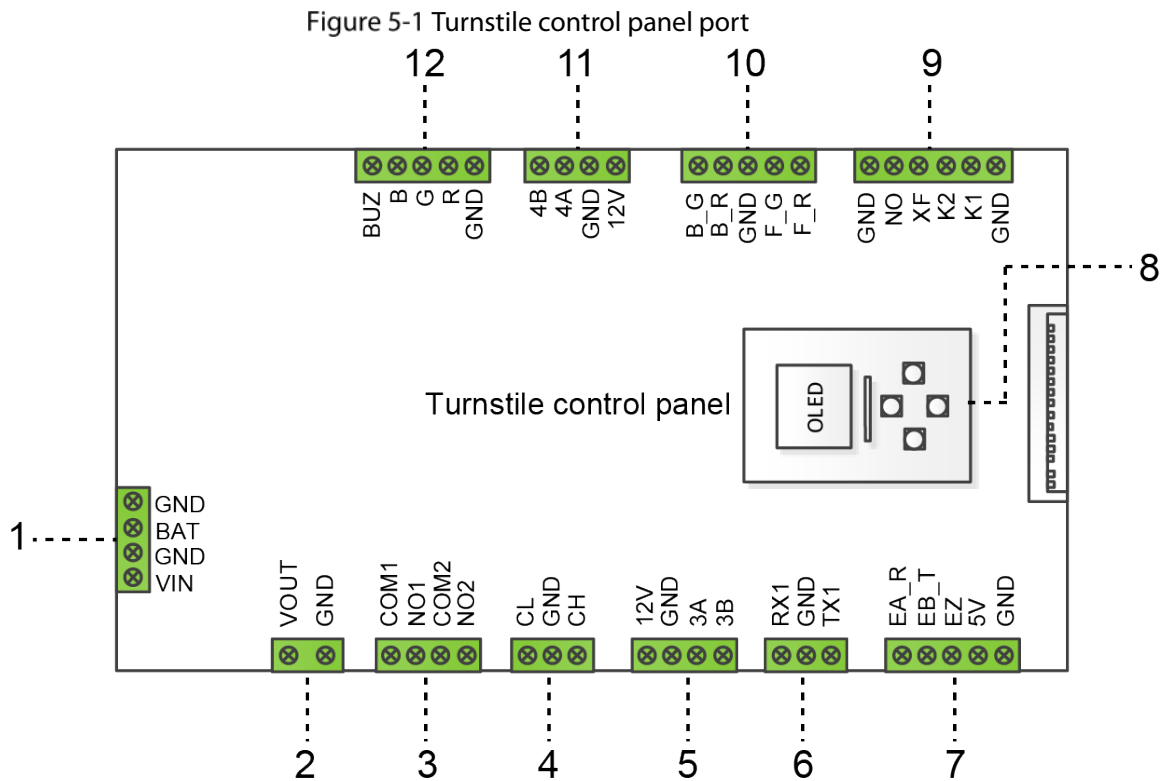 Figure 5-1 Turnstile control panel port
12 11 10 9
BUZ B G R GND
4B 4A GND 12V
B_G B_R GND F_G F_R
GND NO XF K2 K1 GND
8
Turnstile control panel
OLED
1
GND
BAT
GND
VIN
VOUT GND
COM1 NO1 COM2 NO2
CL GND CH
12V GND 3A 3B
RX1 GND TX1
EA_R EB_T EZ 5V GND
2 3 4 5 6 7